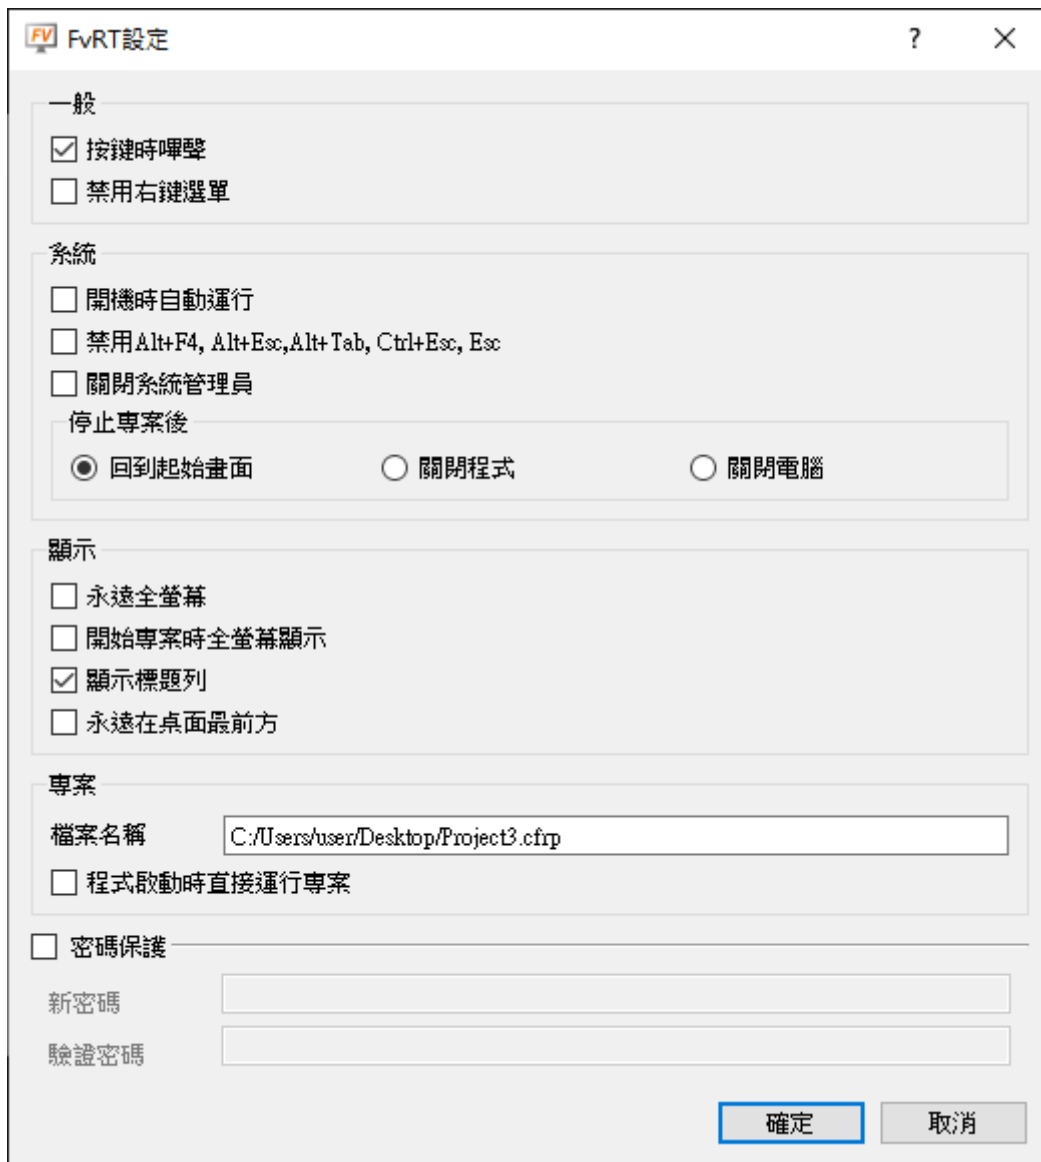 FV FvRT設定
一般
按鍵時嗶聲
禁用右鍵選單
系統
開機時自動運行
禁用Alt+F4, Alt+Esc,Alt+Tab, Ctrl+Esc, Esc
關閉系統管理員
停止專案後
回到起始畫面 關閉程式 關閉電腦
顯示
永遠全螢幕
開始專案時全螢幕顯示
顯示標題列
永遠在桌面最前方
專案
檔案名稱 C:/Users/user/Desktop/Project3.cfrp
程式啟動時直接運行專案
密碼保護
新密碼
驗證密碼
確定 取消